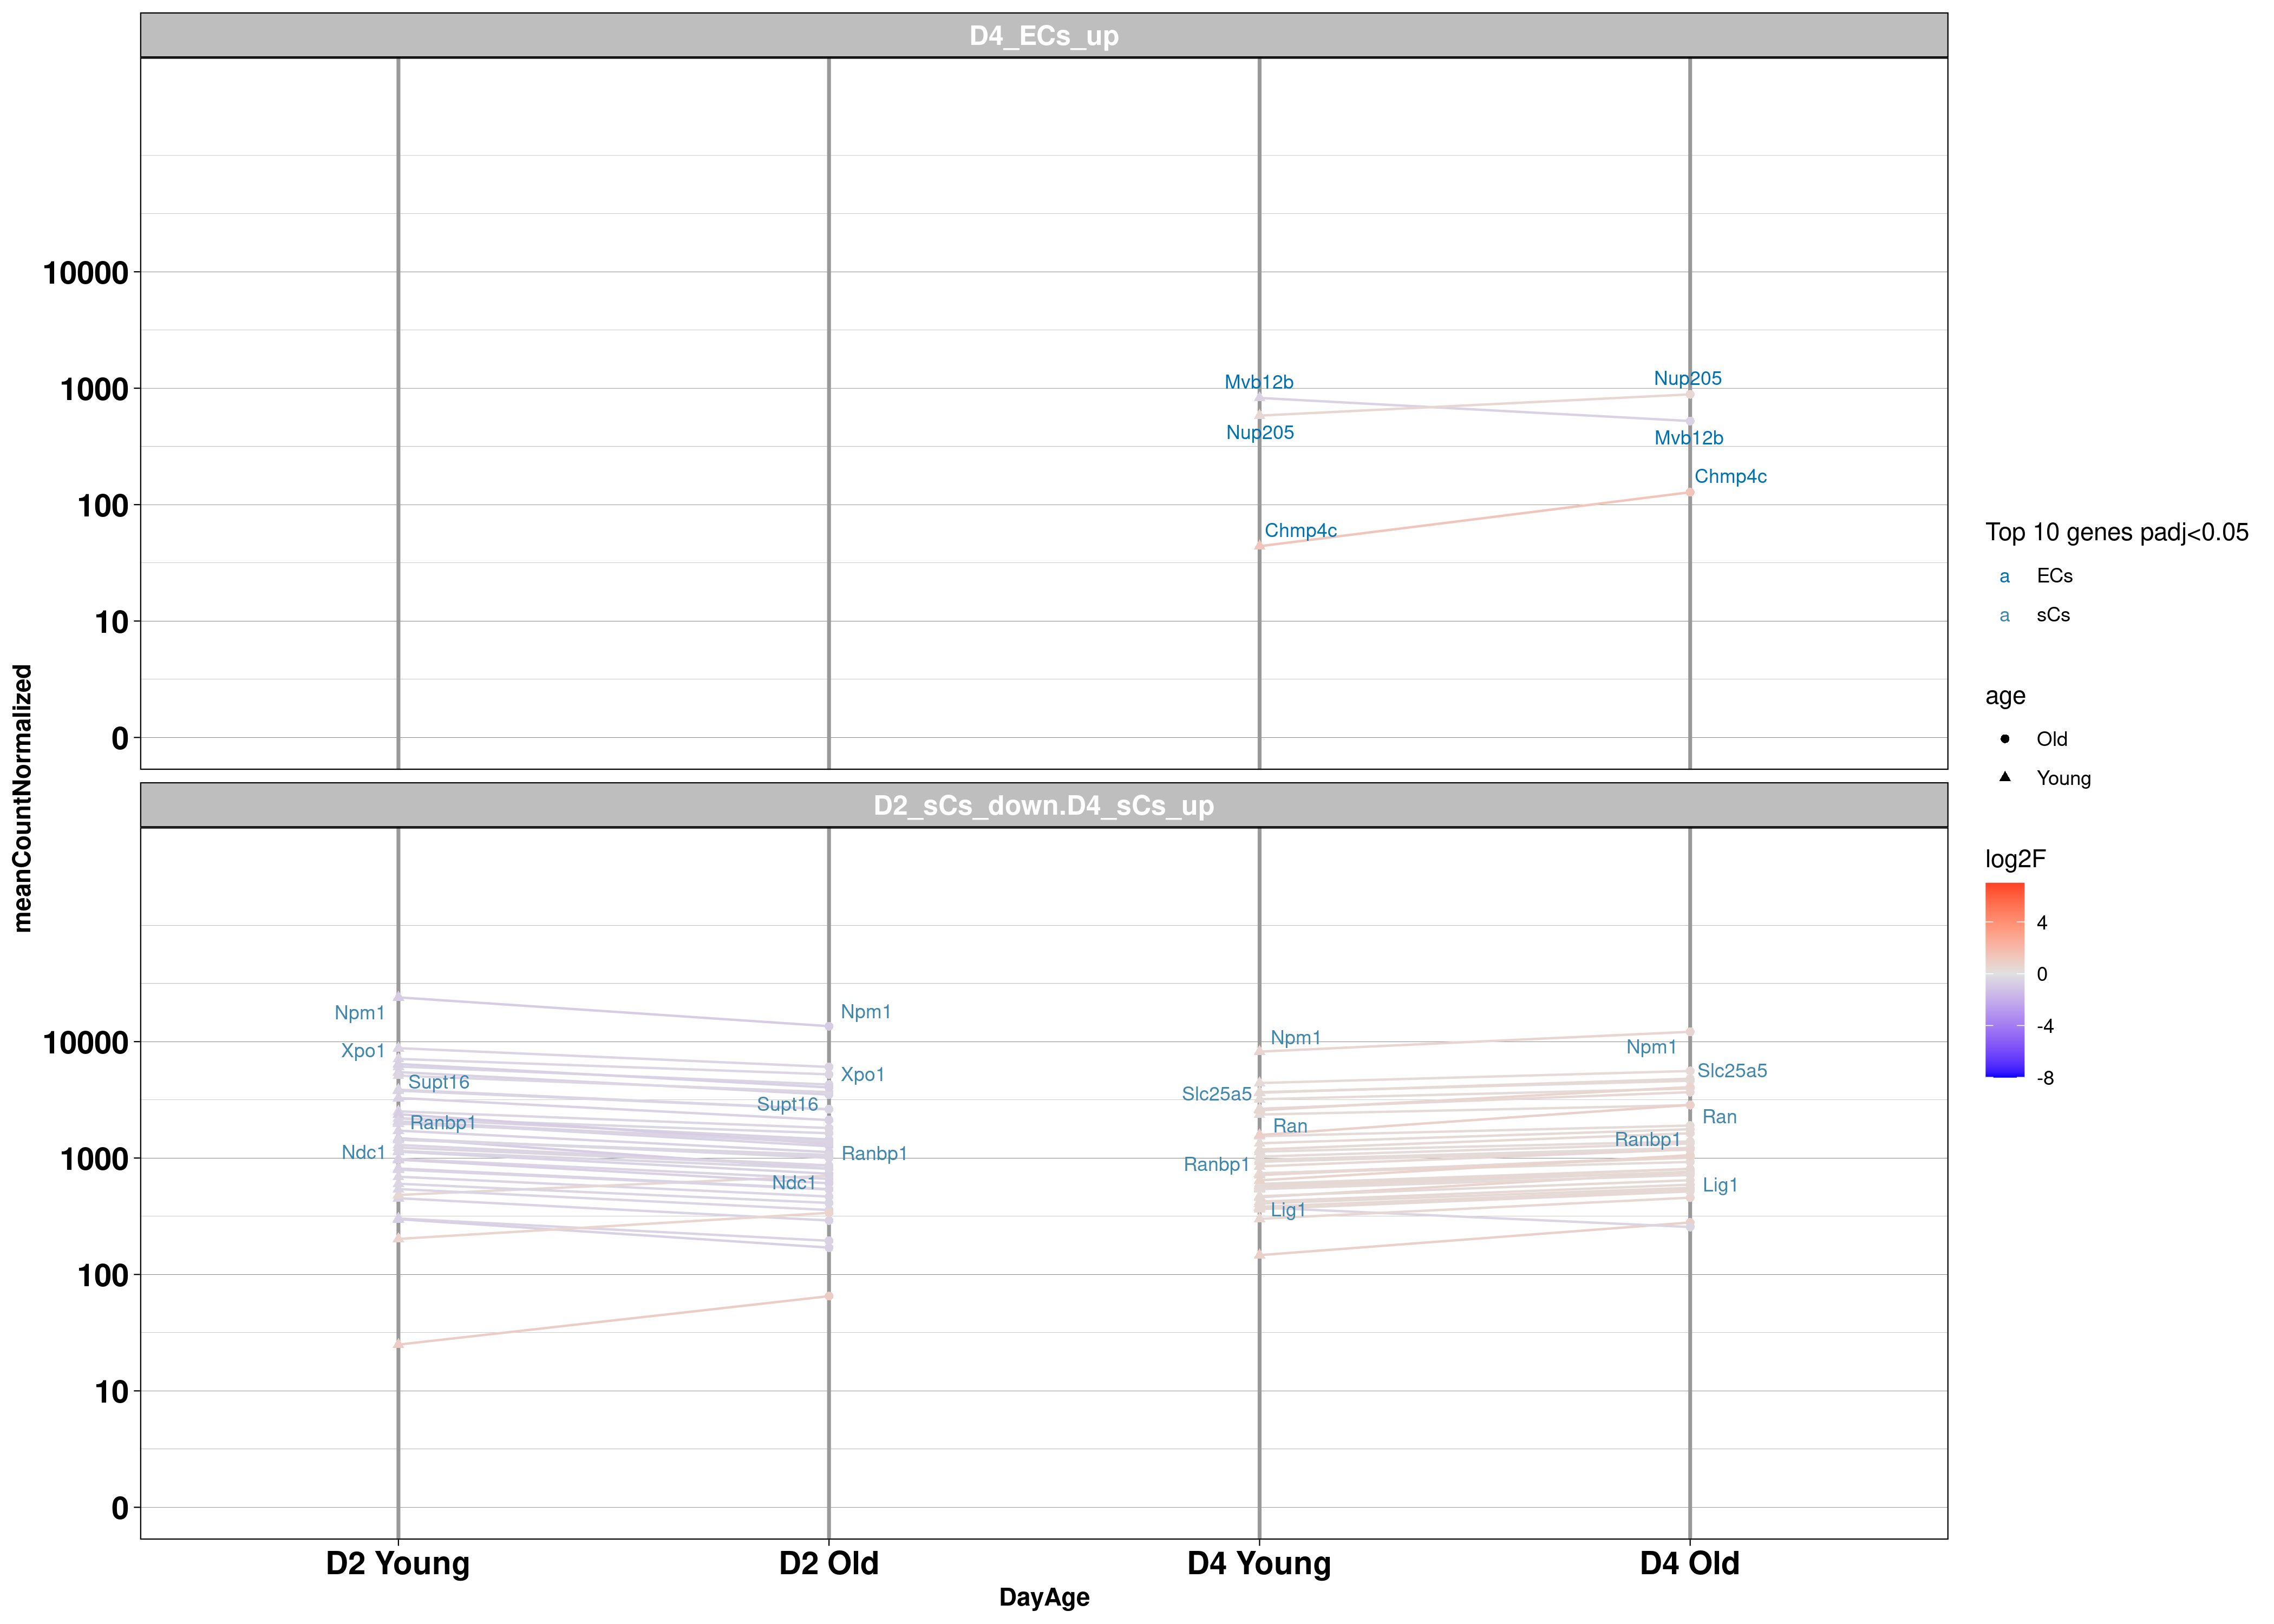 D4_ECs_up
10000
1000
100
10
0
Mvb12b
Nup205
Nup205
Mvb12b
Chmp4c
Chmp4c
meanCountNormalized
D2_sCs_down.D4_sCs_up
10000
1000
100
10
0
Npm1
Xpo1
Supt16
Ranbp1
Ndc1
Npm1
Xpo1
Supt16
Ranbp1
Ndc1
Npm1
Slc25a5
Ran
Ranbp1
Lig1
Npm1
Slc25a5
Ran
Ranbp1
Lig1
D2 Young
D2 Old
D4 Young
D4 Old
DayAge
Top 10 genes padj<0.05
a ECs
a sCs
age
Old
Young
log2F
4
0
-4
-8